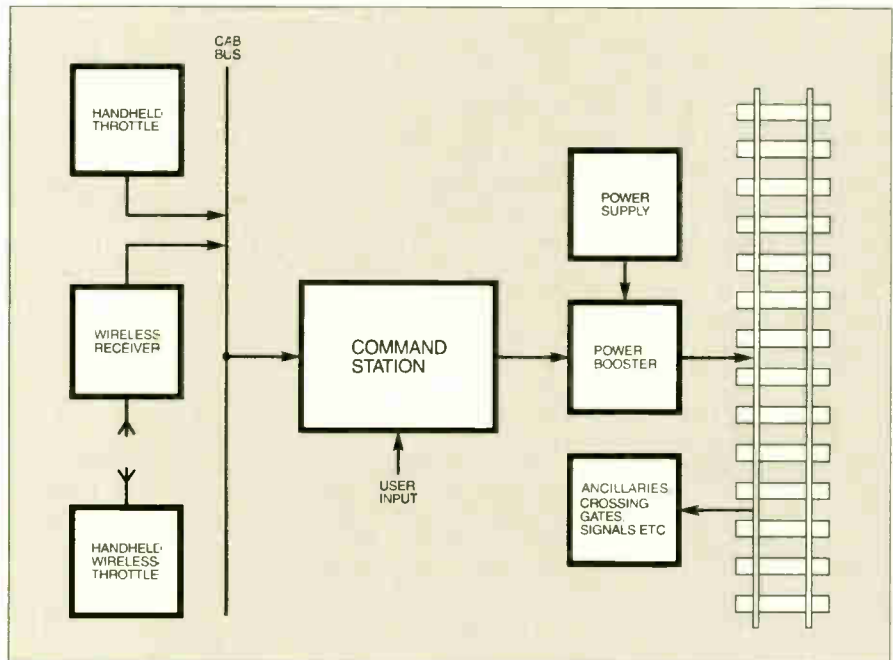 CAB
BUS
HANDHELD
THROTTLE
POWER
SUPPLY
WIRELESS
RECEIVER
COMMAND
STATION
POWER
BOOSTER
USER
INPUT
ANCILLARIES
CROSSING
GATES,
SIGNALS ETC
HANDHELD
WIRELESS
THROTTLE